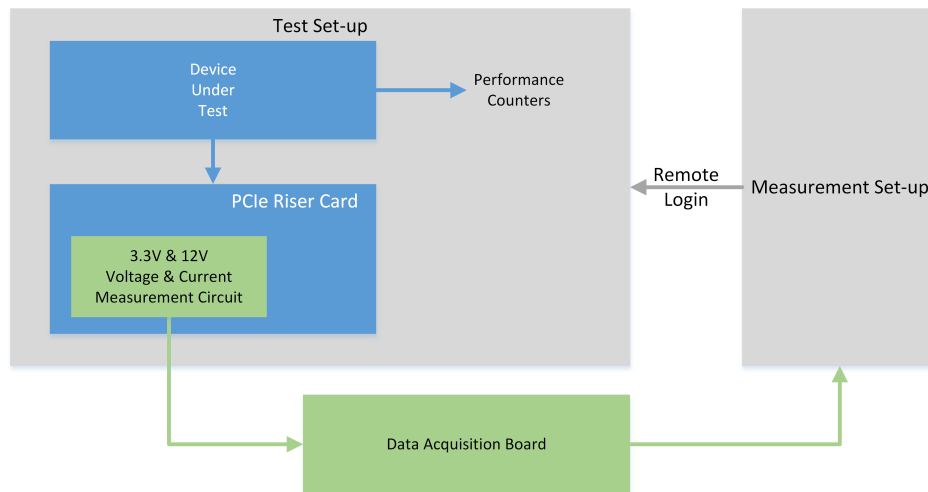 Test Set-up
Device
Under
Test
Performance
Counters
PCIe Riser Card
3.3V & 12V
Voltage & Current
Measurement Circuit
Remote
Login
Measurement Set-up
Data Acquisition Board